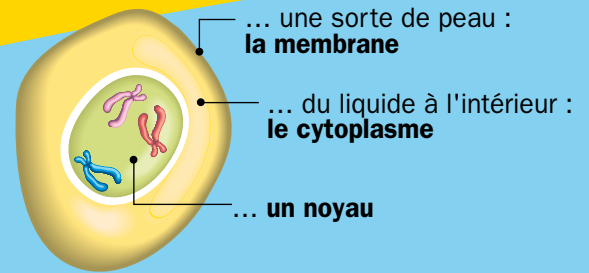 … une sorte de peau :
la membrane
… du liquide à l'intérieur :
le cytoplasme
… un noyau